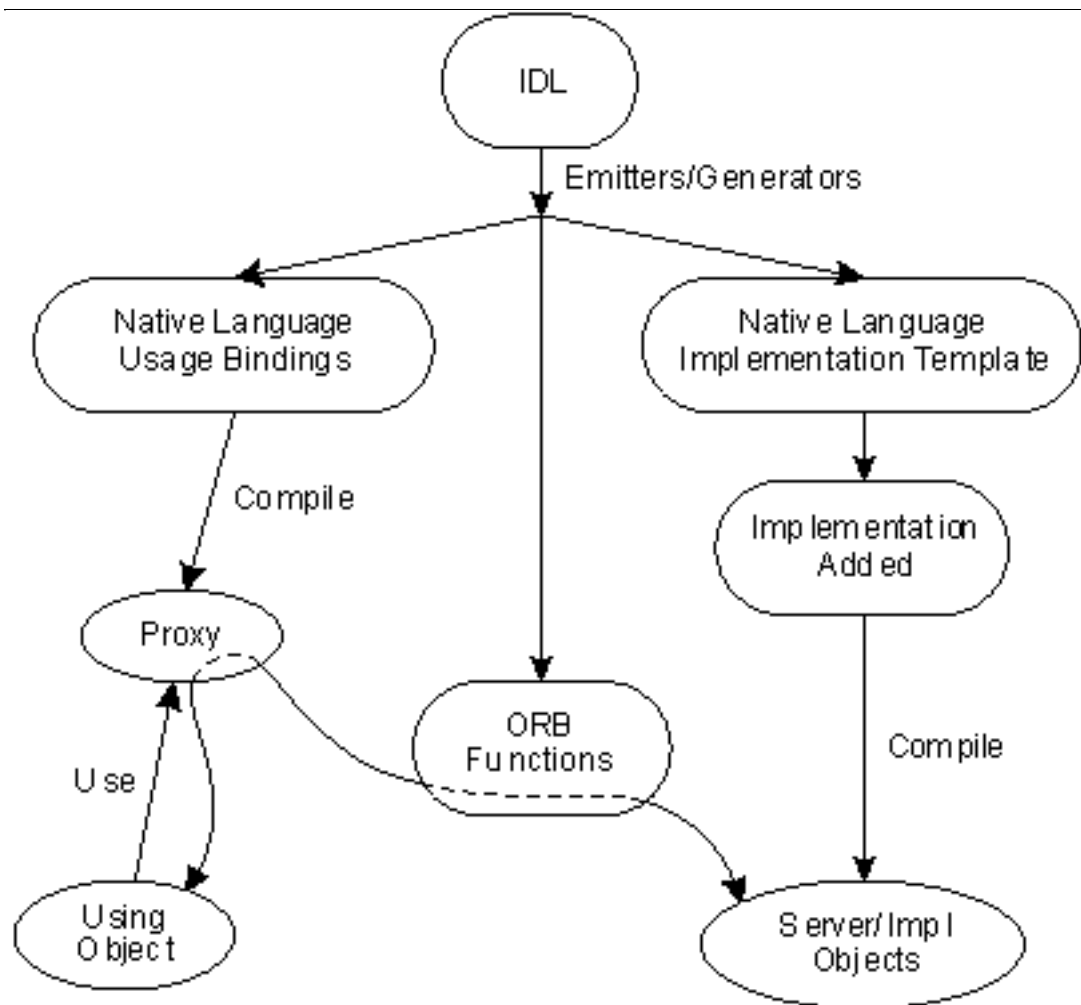 IDL
Emitters/Generators
Native Language
Usage Bindings
Native Language
Implementation Template
Compile
Implementation
Added
Proxy
ORB
Functions
Compile
Use
Using
Object
Server/Impl
Objects